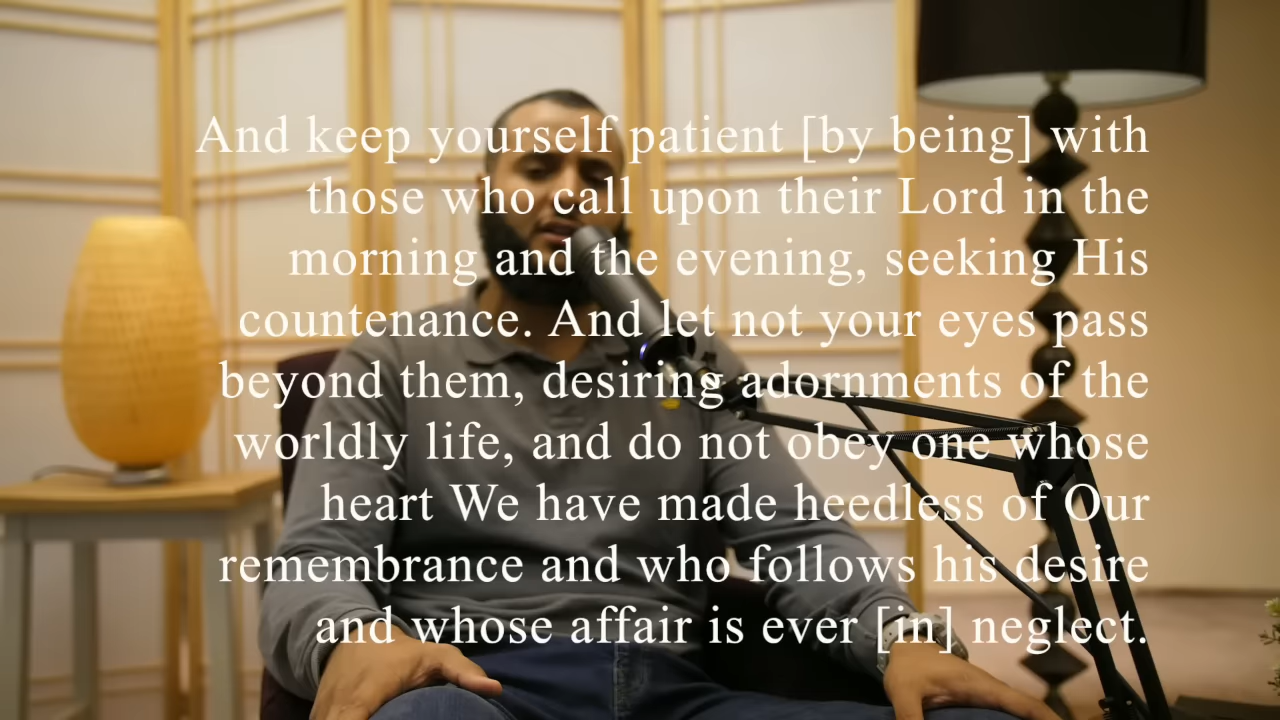 And keep yourself patient [by being] with
those who call upon their Lord in the
morning and the evening, seeking His
countenance. And let not your eyes pass
beyond them, desiring adornments of the
worldly life, and do not obey one whose
heart We have made heedless of Our
remembrance and who follows his desire
and whose affair is ever [in] neglect.